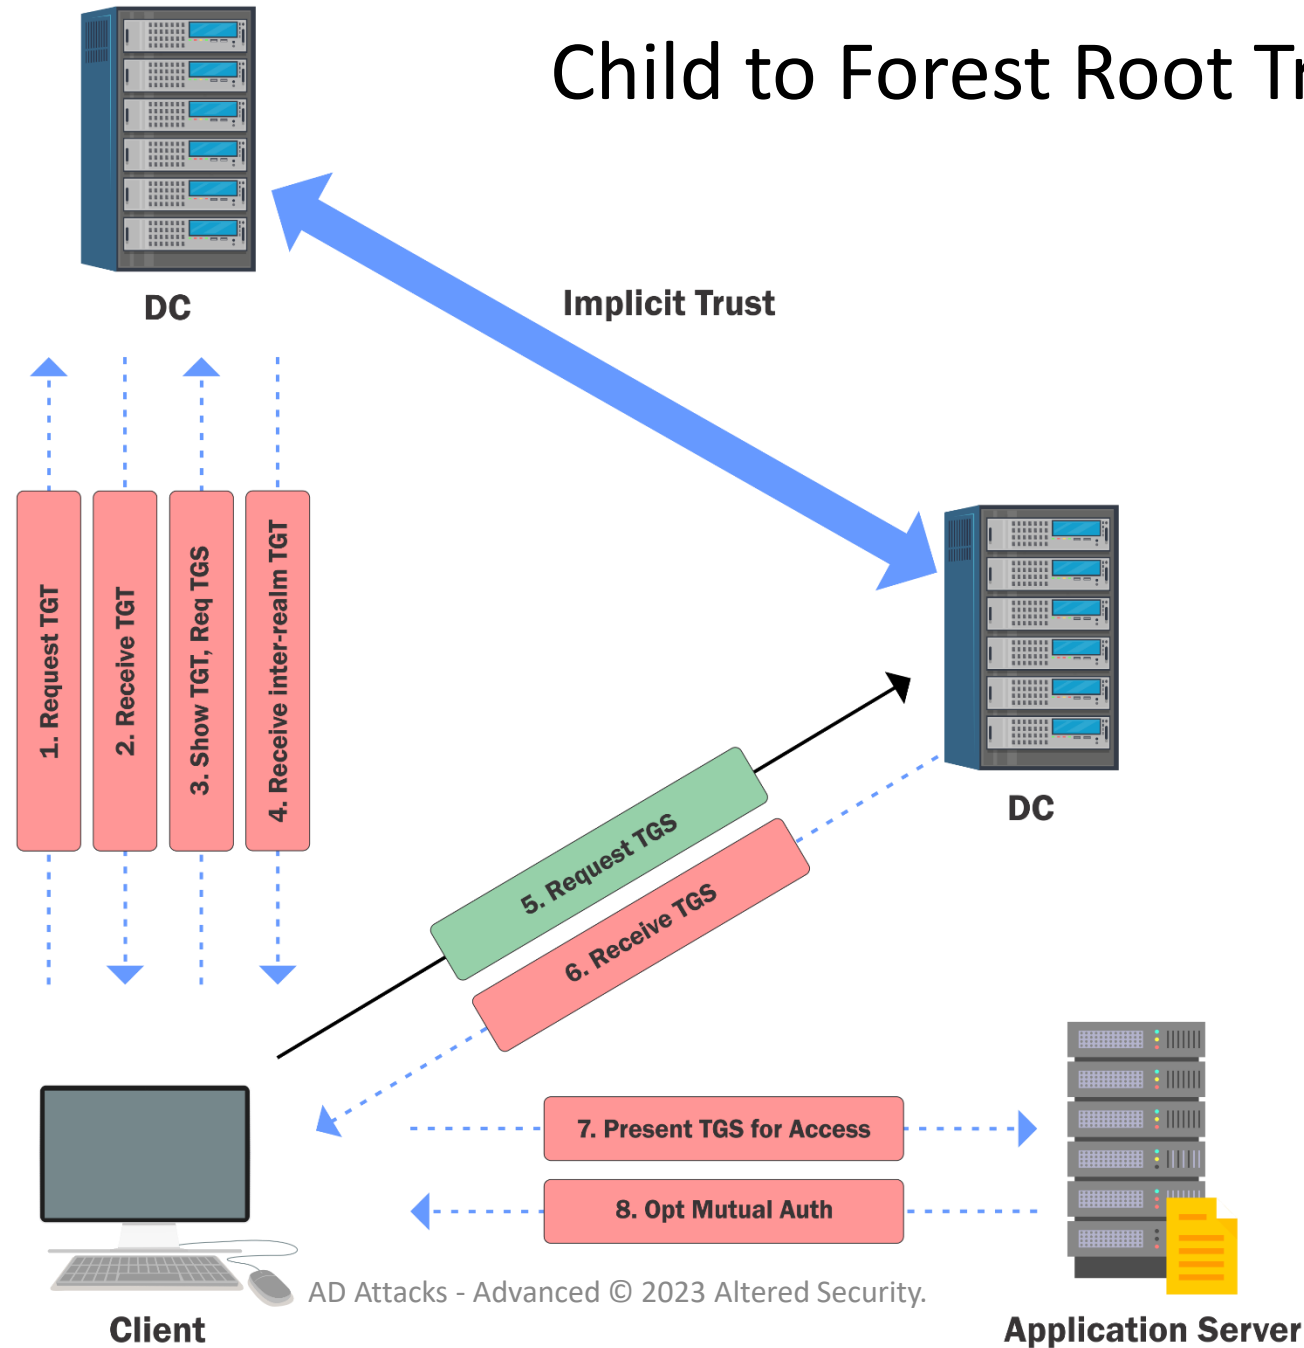 Child to Forest Root
DC
Implicit Trust
1. Request TGT
2. Receive TGT
3. Show TGT, Req TGS
4. Receive inter-realm TGT
DC
5. Request TGS
6. Receive TGS
7. Present TGS for Access
8. Opt Mutual Auth
AD Attacks - Advanced © 2023 Altered Security.
Client
Application Server